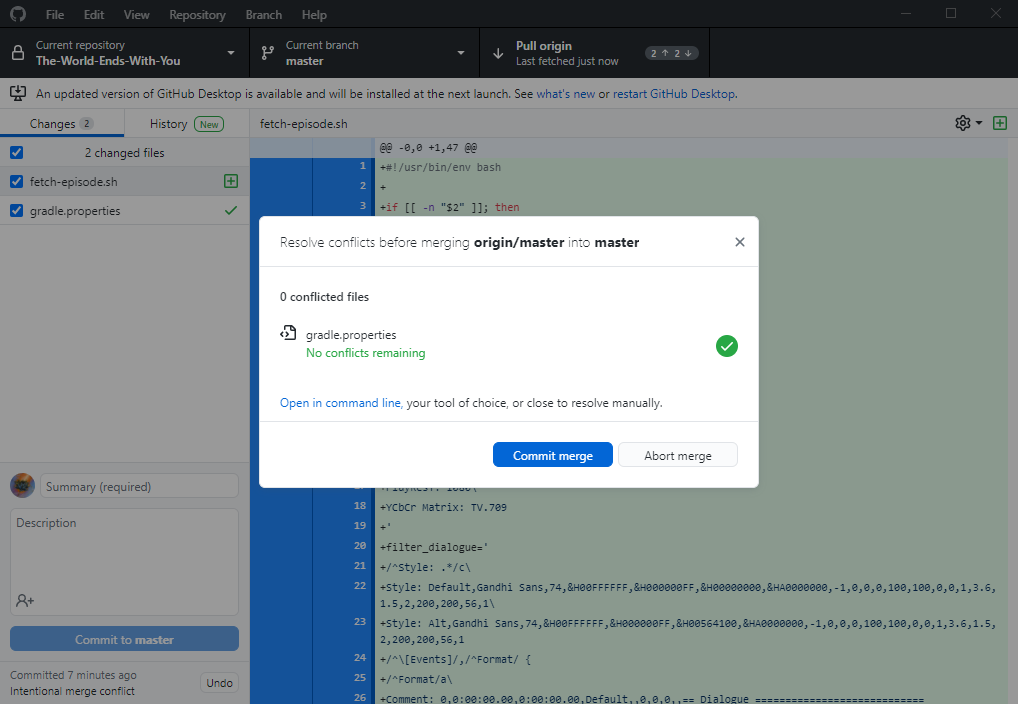 File Edit View Repository Branch Help
Current repository
The-World-Ends-With-You
Current branch
master
Pull origin
Last fetched just now
2 ↑ 2 ↓
An updated version of GitHub Desktop is available and will be installed at the next launch. See what's new or restart GitHub Desktop.
Changes 2
History New
fetch-episode.sh
2 changed files
fetch-episode.sh
gradle.properties
@@ -0,0 +1,47 @@
1 +#!/usr/bin/env bash
2 +
3 +if [[ -n "$2" ]]; then
Resolve conflicts before merging origin/master into master
0 conflicted files
gradle.properties
No conflicts remaining
Open in command line, your tool of choice, or close to resolve manually.
Commit merge
Abort merge
18 +YCbCr Matrix: TV.709
19 +'
20 +filter_dialogue='
21 +/^Style: .*/c\
22 +Style: Default,Gandhi Sans,74,&H00FFFFFF,&H000000FF,&H00000000,&HA0000000,-1,0,0,0,100,100,0,0,1,3.6,
1.5,2,200,200,56,1\
23 +Style: Alt,Gandhi Sans,74,&H00FFFFFF,&H000000FF,&H00564100,&HA0000000,-1,0,0,0,100,100,0,0,1,3.6,1.5,
2,200,200,56,1
24 +/^\[Events]/,/^Format/ {
25 +/^Format/a\
26 +Comment: 0,0:00:00.00,0:00:00.00,Default,,0,0,0,,== Dialogue ============================
Summary (required)
Description
Commit to master
Committed 7 minutes ago
Intentional merge conflict
Undo